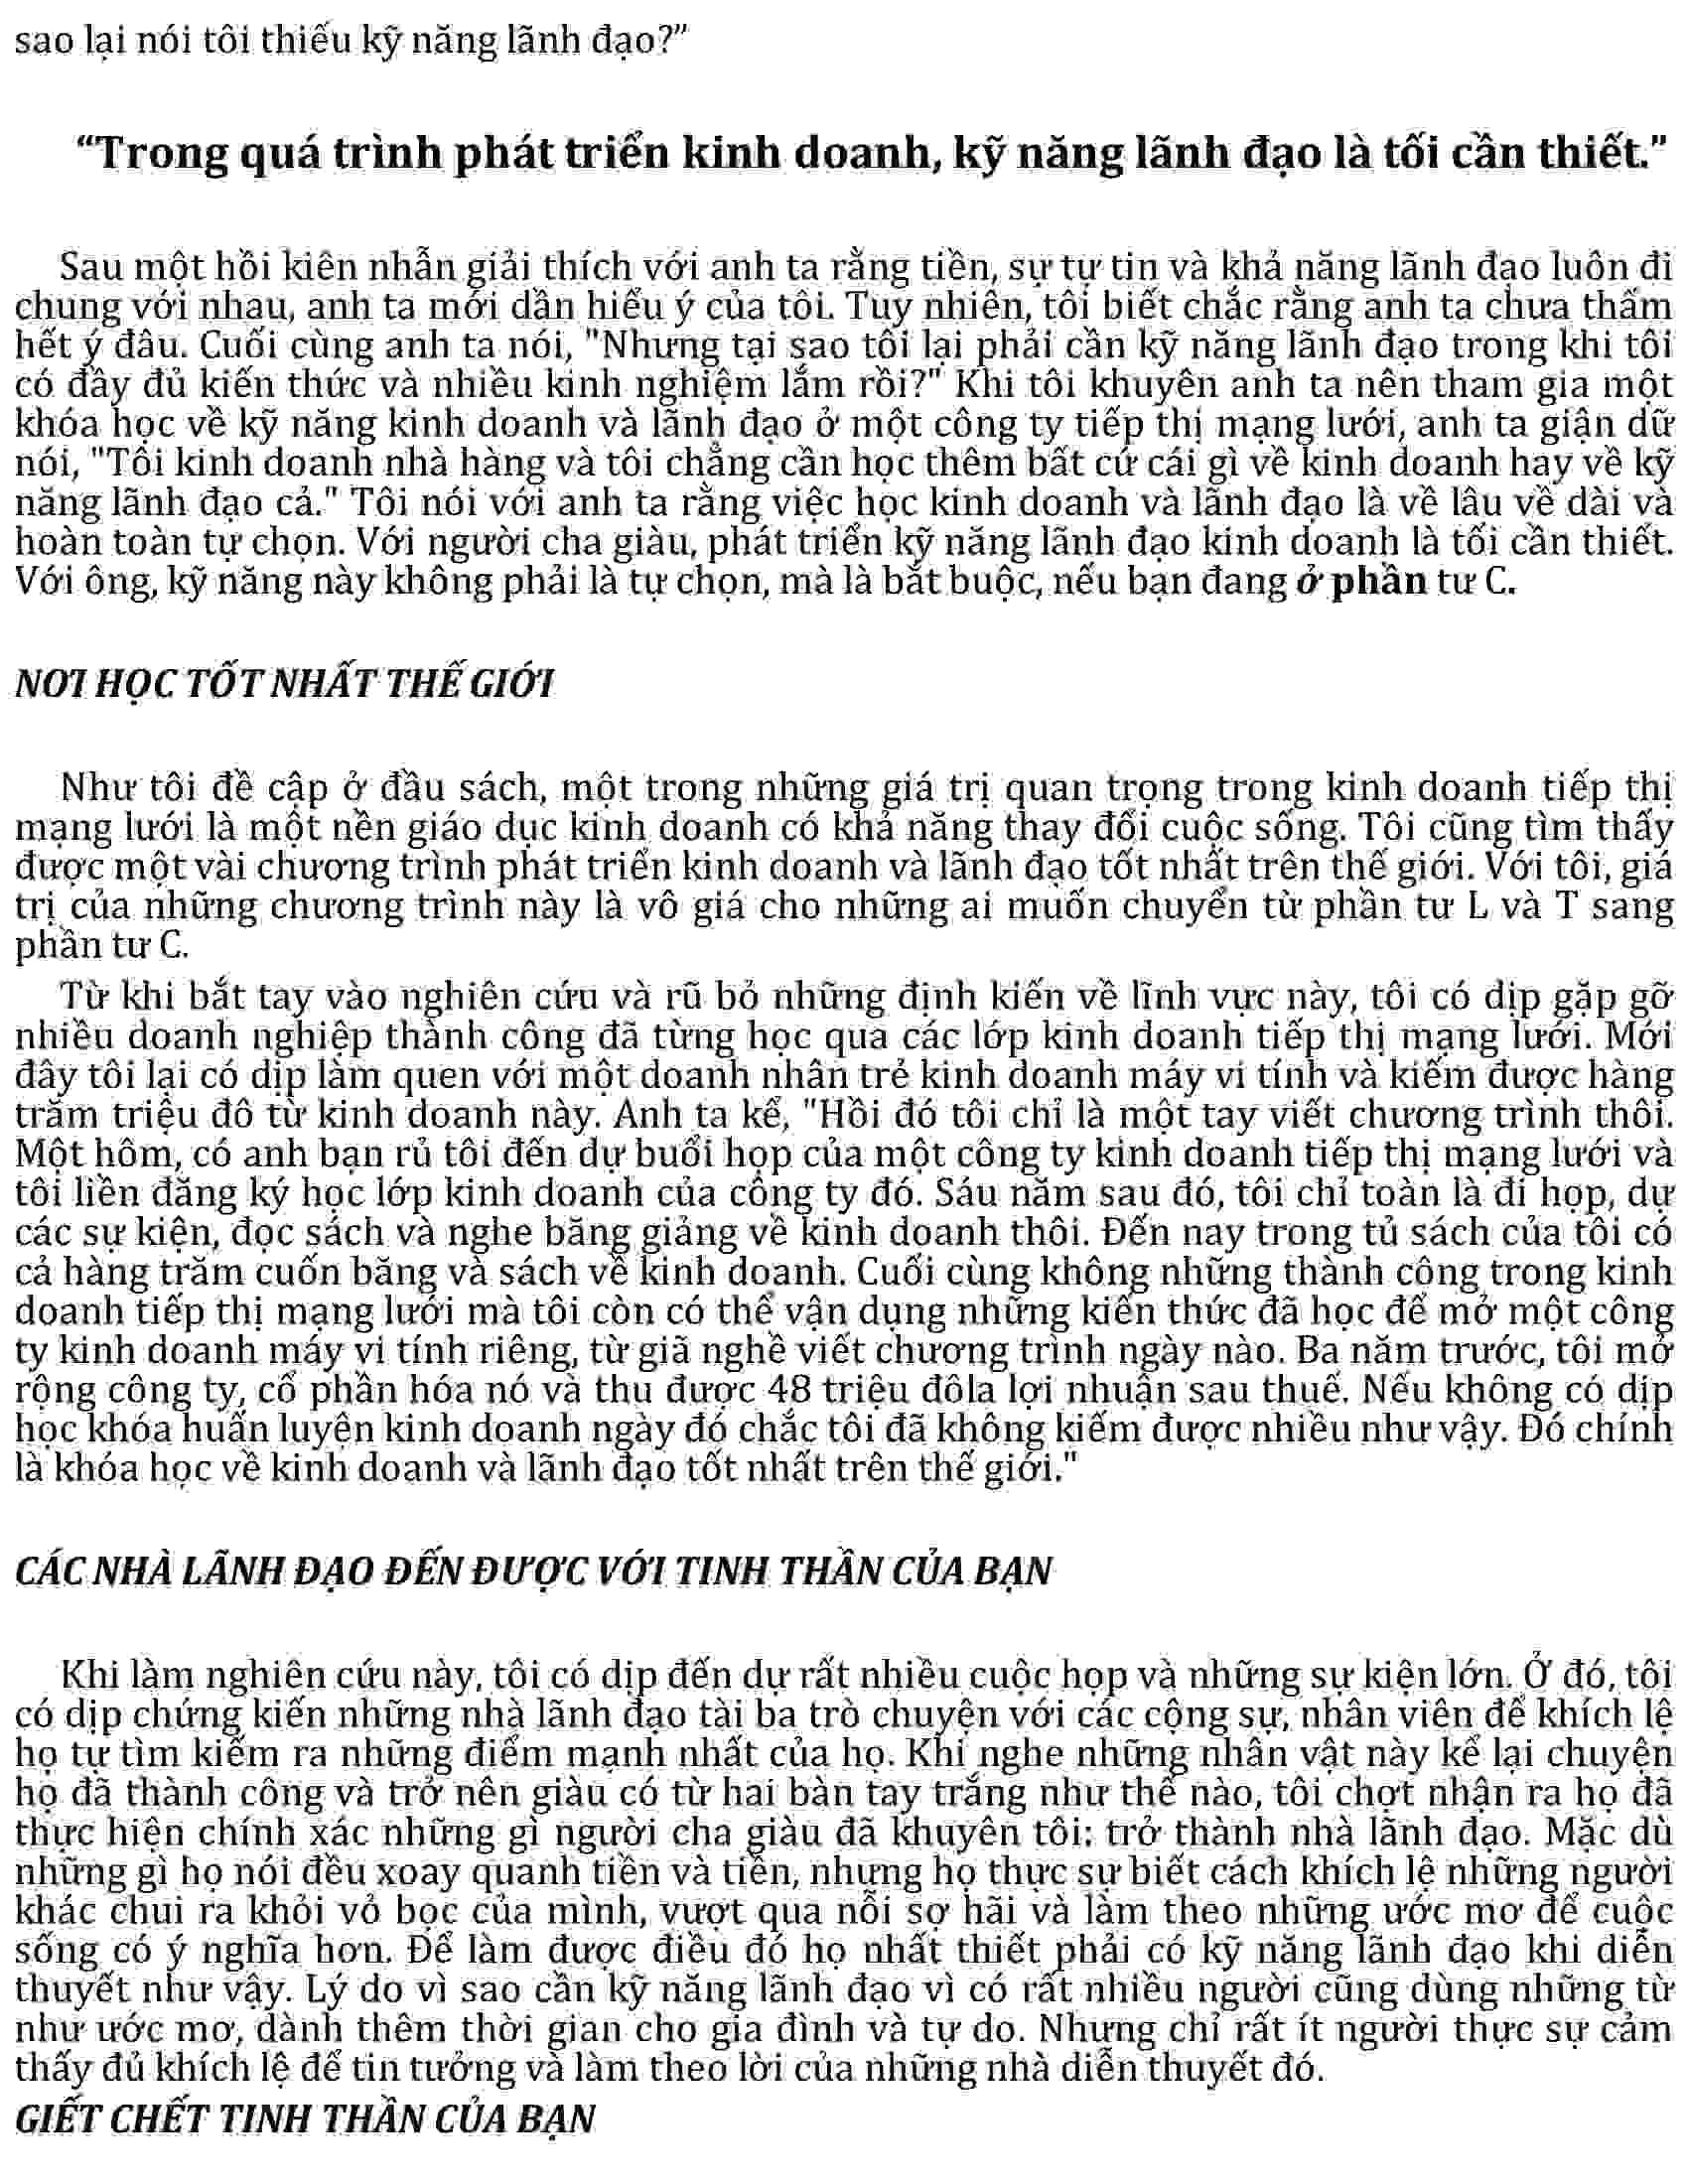 sao lại nói tôi thiếu kỹ năng lãnh đạo?”
“Trong quá trình phát triển kinh doanh, kỹ năng lãnh đạo là tối cần thiết.”
Sau một hồi kiên nhẫn giải thích với anh ta rằng tiền, sự tự tin và khả năng lãnh đạo luôn đi
chung với nhau, anh ta mới dần hiểu ý của tôi. Tuy nhiên, tôi biết chắc rằng anh ta chưa thấm
hết ý đâu. Cuối cùng anh ta nói, "Nhưng tại sao tối lại phải cần kỹ năng lãnh đạo trong khi tôi
có đầy đủ kiến thức và nhiều kinh nghiệm lắm rồi?" Khi tôi khuyên anh ta nên tham gia một
khóa học về kỹ năng kinh doanh và lãnh đạo ở một công ty tiếp thị mạng lưới, anh ta giận dữ
nói, "Tôi kinh doanh nhà hàng và tôi chẳng cần học thêm bất cứ cái gì về kinh doanh hay về kỹ
năng lãnh đạo cả." Tôi nói với anh ta rằng việc học kinh doanh và lãnh đạo là về lâu về dài và
hoàn toàn tự chọn. Với người cha giàu, phát triển kỹ năng lãnh đạo kinh doanh là tối cần thiết.
Với ông, kỹ năng này không phải là tự chọn, mà là bắt buộc, nếu bạn đang ở phần tư C.
NƠI HỌC TỐT NHẤT THẾ GIỚI
Như tôi đề cập ở đầu sách, một trong những giá trị quan trọng trong kinh doanh tiếp thị
mạng lưới là một nền giáo dục kinh doanh có khả năng thay đổi cuộc sống. Tôi cũng tìm thấy
được một vài chương trình phát triển kinh doanh và lãnh đạo tốt nhất trên thế giới. Với tôi, giá
trị của những chương trình này là vô giá cho những ai muốn chuyển từ phần tư L và T sang
phần tư C.
Từ khi bắt tay vào nghiên cứu và rũ bỏ những định kiến về lĩnh vực này, tôi có dịp gặp gỡ
nhiều doanh nghiệp thành công đã từng học qua các lớp kinh doanh tiếp thị mạng lưới. Mới
đây tôi lại có dịp làm quen với một doanh nhân trẻ kinh doanh máy vi tính và kiếm được hàng
trăm triệu đô từ kinh doanh này. Anh ta kể, "Hồi đó tôi chỉ là một tay viết chương trình thôi.
Một hôm, có anh bạn rủ tôi đến dự buổi họp của một công ty kinh doanh tiếp thị mạng lưới và
tôi liền đăng ký học lớp kinh doanh của công ty đó. Sáu năm sau đó, tôi chỉ toàn là đi họp, dự
các sự kiện, đọc sách và nghe băng giảng về kinh doanh thôi. Đến nay trong tủ sách của tôi có
cả hàng trăm cuốn băng và sách về kinh doanh. Cuối cùng không những thành công trong kinh
doanh tiếp thị mạng lưới mà tôi còn có thể vận dụng những kiến thức đã học để mở một công
ty kinh doanh máy vi tính riêng, từ giã nghề viết chương trình ngày nào. Ba năm trước, tôi mở
rộng công ty, cổ phần hóa nó và thu được 48 triệu đôla lợi nhuận sau thuế. Nếu không có dịp
học khóa huấn luyện kinh doanh ngày đó chắc tôi đã không kiếm được nhiều như vậy. Đó chính
là khóa học về kinh doanh và lãnh đạo tốt nhất trên thế giới."
CÁC NHÀ LÃNH ĐẠO ĐẾN ĐƯỢC VỚI TINH THẦN CỦA BẠN
Khi làm nghiên cứu này, tôi có dịp đến dự rất nhiều cuộc họp và những sự kiện lớn. Ở đó, tôi
có dịp chứng kiến những nhà lãnh đạo tài ba trò chuyện với các cộng sự, nhân viên để khích lệ
họ tự tìm kiếm ra những điểm mạnh nhất của họ. Khi nghe những nhân vật này kể lại chuyện
họ đã thành công và trở nên giàu có từ hai bàn tay trắng như thế nào, tôi chợt nhận ra họ đã
thực hiện chính xác những gì người cha giàu đã khuyên tôi: trở thành nhà lãnh đạo. Mặc dù
những gì họ nói đều xoay quanh tiền và tiền, nhưng họ thực sự biết cách khích lệ những người
khác chui ra khỏi vỏ bọc của mình, vượt qua nỗi sợ hãi và làm theo những ước mơ để cuộc
sống có ý nghĩa hơn. Để làm được điều đó họ nhất thiết phải có kỹ năng lãnh đạo khi diễn
thuyết như vậy. Lý do vì sao cần kỹ năng lãnh đạo vì có rất nhiều người cũng dùng những từ
như ước mơ, dành thêm thời gian cho gia đình và tự do. Nhưng chỉ rất ít người thực sự cảm
thấy đủ khích lệ để tin tưởng và làm theo lời của những nhà diễn thuyết đó.
GIẾT CHẾT TINH THẦN CỦA BẠN